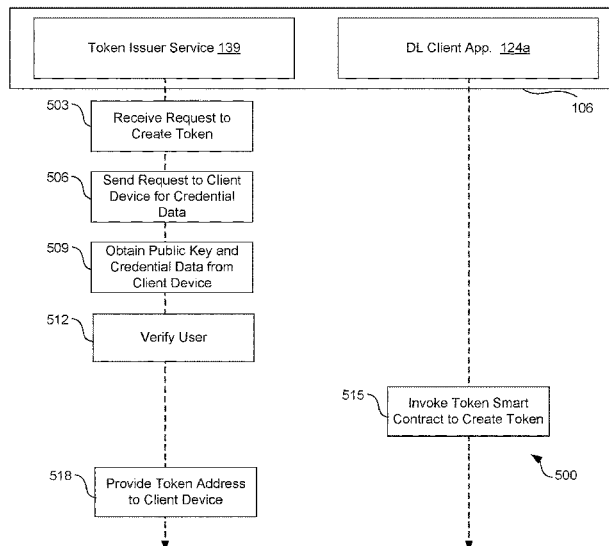 Token Issuer Service 139
DL Client App. 124a
106
503
Receive Request to
Create Token
506
Send Request to Client
Device for Credential
Data
509
Obtain Public Key and
Credential Data from
Client Device
512
Verify User
515
Invoke Token Smart
Contract to Create Token
500
518
Provide Token Address
to Client Device